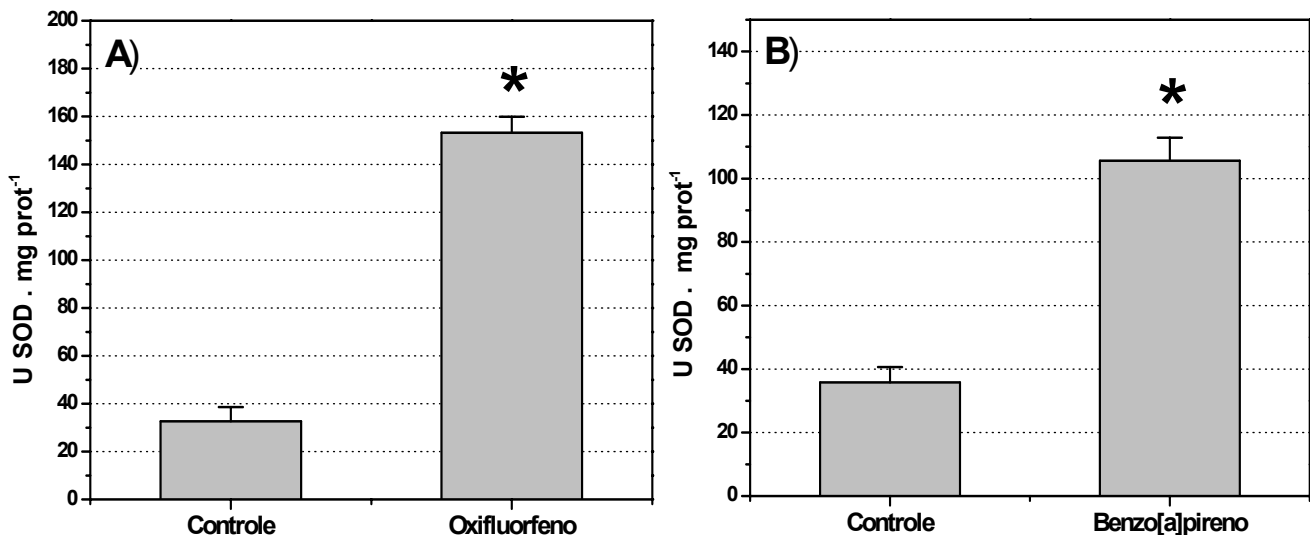 A)
*
200
180
160
140
120
100
80
60
40
20
0
U SOD . mg prot⁻¹
Controle
Oxifluorfeno
B)
*
140
120
100
80
60
40
20
0
U SOD . mg prot⁻¹
Controle
Benzo[a]pireno